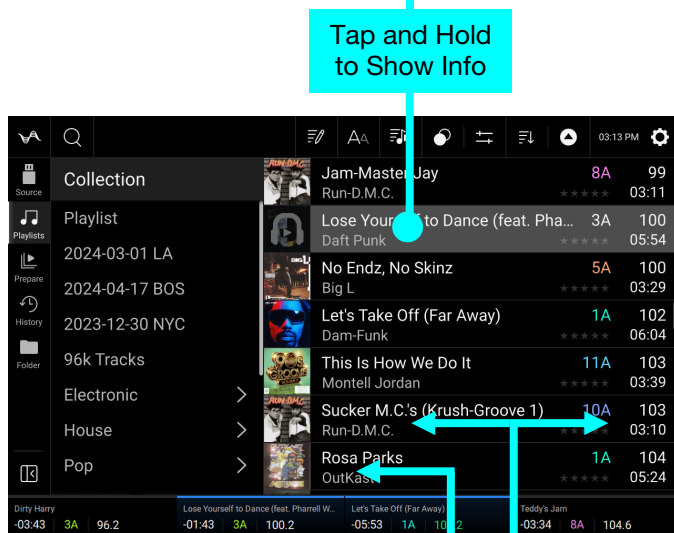 Tap and Hold
to Show Info
AA
03:13 PM
Source
Playlists
Prepare
History
Folder
Collection
Playlist
2024-03-01 LA
2024-04-17 BOS
2023-12-30 NYC
96k Tracks
Electronic
House
Pop
Jam-Master Jay 8A 99
Run-D.M.C. 03:11
Lose Yourself to Dance (feat. Pha... 3A 100
Daft Punk 05:54
No Endz, No Skinz 5A 100
Big L 03:29
Let's Take Off (Far Away) 1A 102
Dam-Funk 06:04
This Is How We Do It 11A 103
Montell Jordan 03:39
Sucker M.C.'s (Krush-Groove 1) 10A 103
Run-D.M.C. 03:10
Rosa Parks 1A 104
OutKast 05:24
Dirty Harry
-03:43 3A 96.2
Lose Yourself to Dance (feat. Pharrell W...
-01:43 3A 100.2
Let's Take Off (Far Away)
-05:53 1A
Teddy's Jam
-03:34 8A 104.6